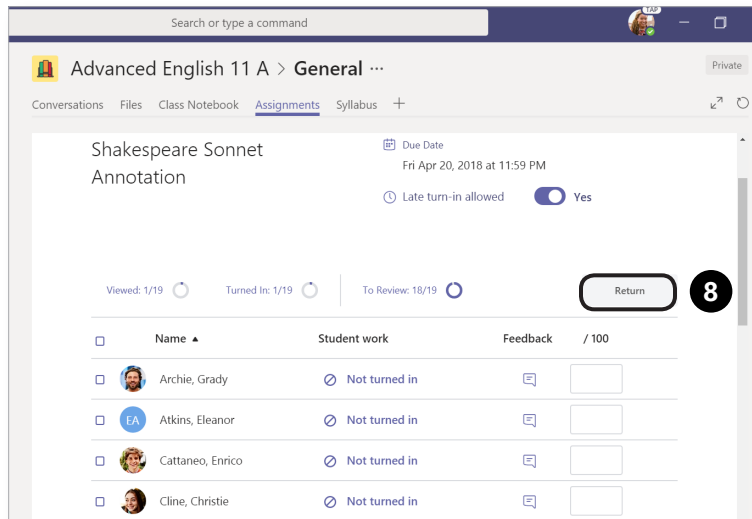 TAP
Search or type a command
Advanced English 11 A > General ...
Private
Conversations Files Class Notebook Assignments Syllabus +
Shakespeare Sonnet
Annotation
Due Date
Fri Apr 20, 2018 at 11:59 PM
Late turn-in allowed Yes
Viewed: 1/19 Turned In: 1/19 To Review: 18/19 Return 8
Name ▲ Student work Feedback / 100
Archie, Grady Not turned in
EA Atkins, Eleanor Not turned in
Cattaneo, Enrico Not turned in
Cline, Christie Not turned in